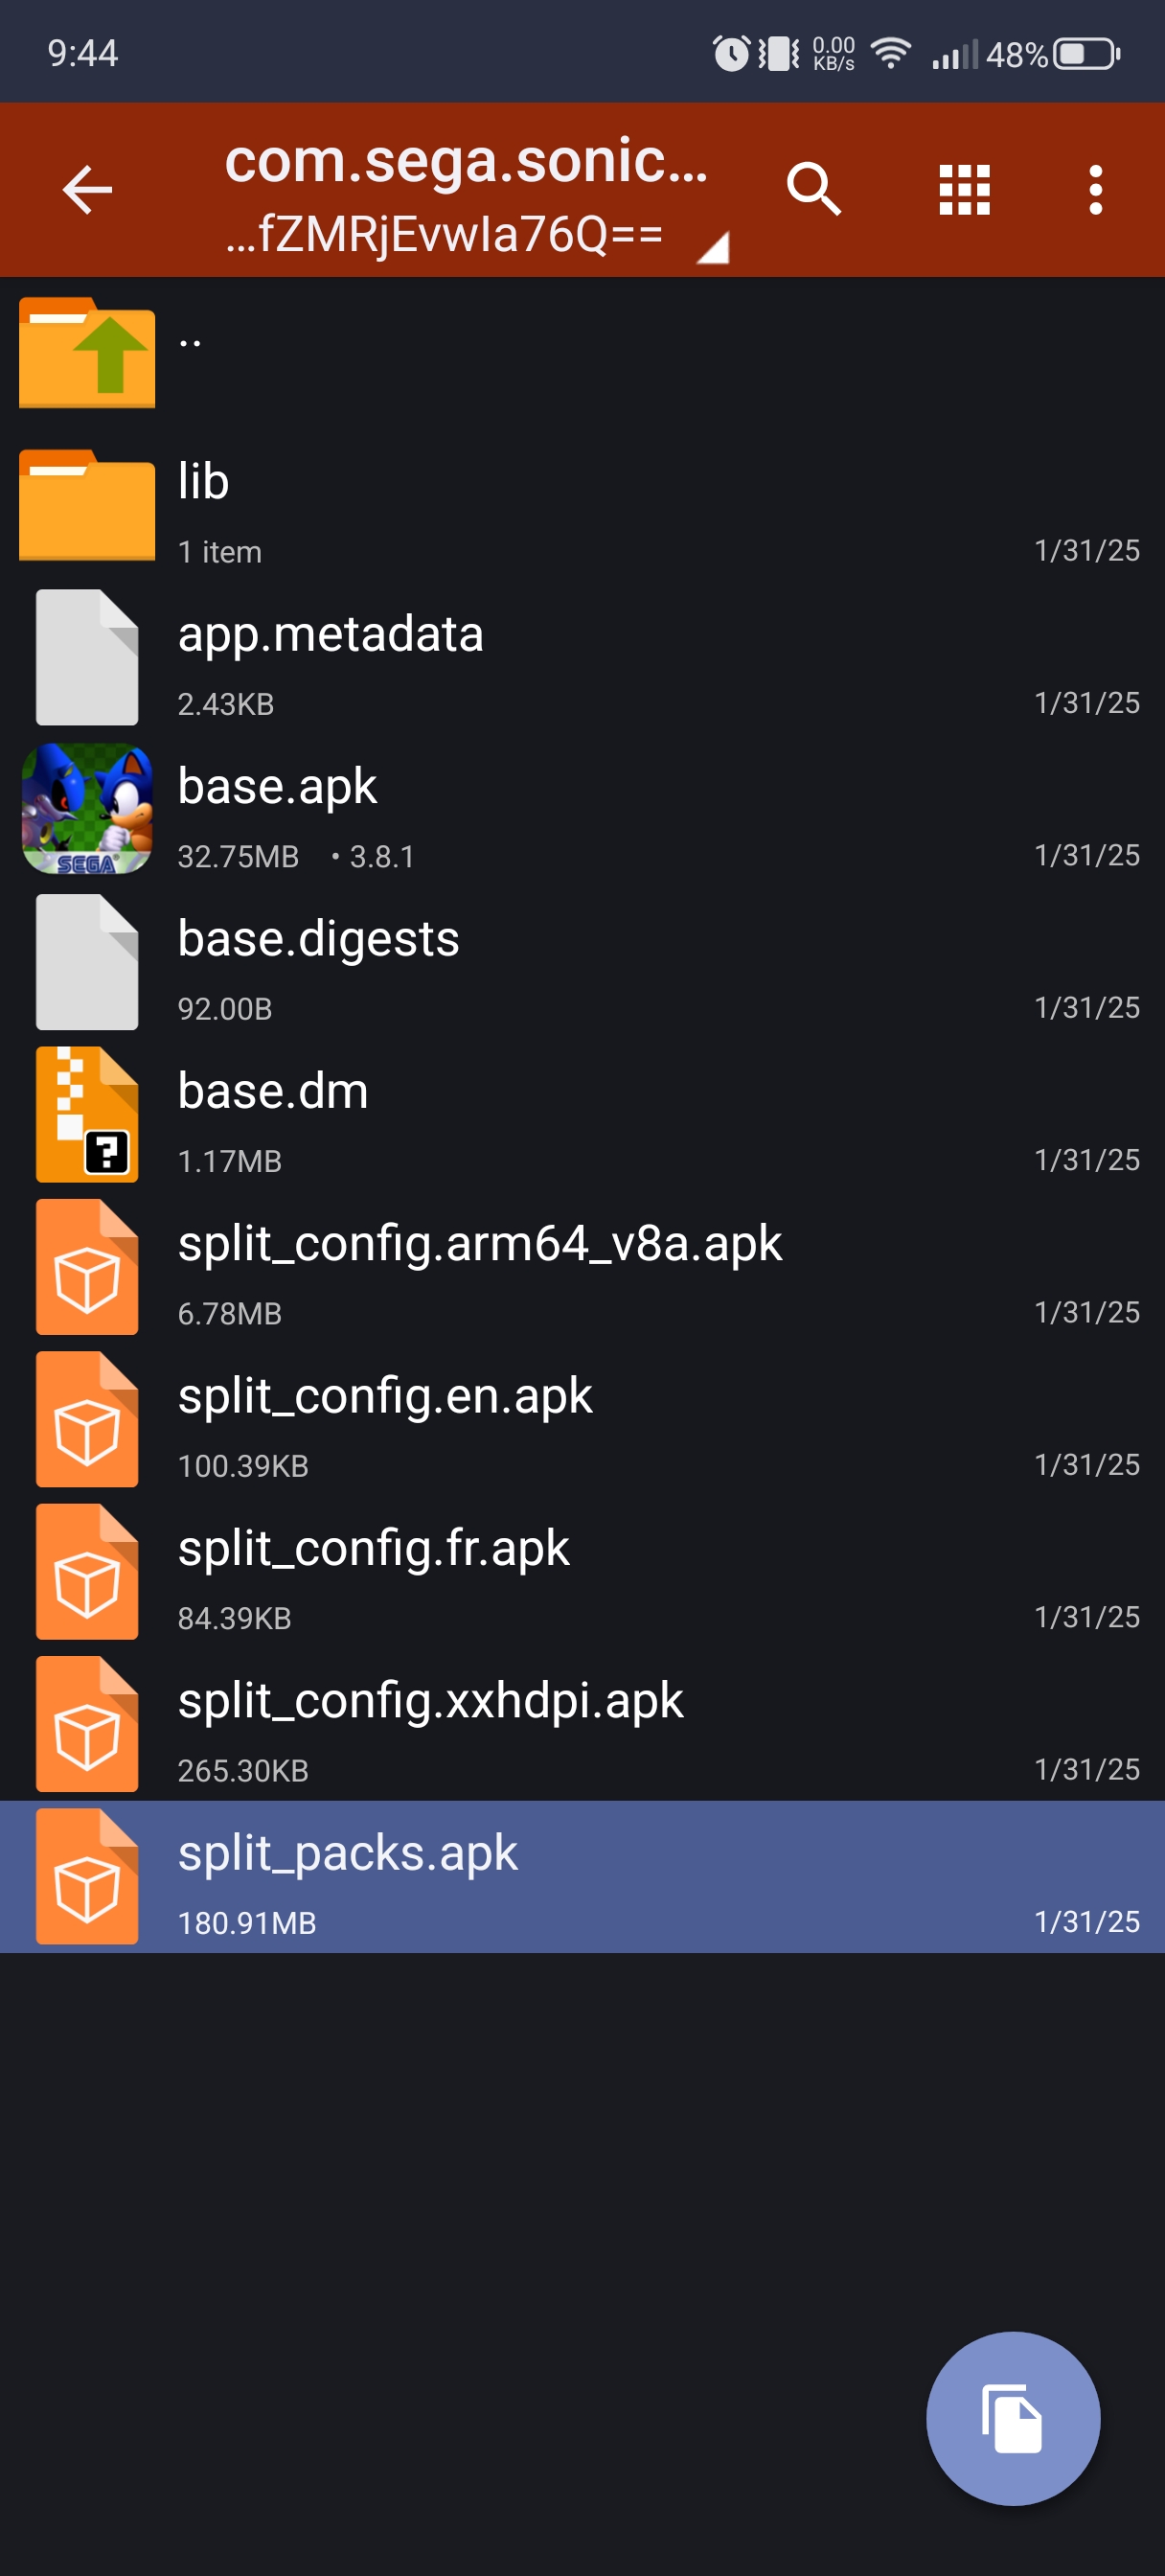 9:44
0.00
KB/s
48%
com.sega.sonic...
...fZMRjEvwIa76Q==
..
lib
1 item
1/31/25
app.metadata
2.43KB
1/31/25
SEGA
base.apk
32.75MB • 3.8.1
1/31/25
base.digests
92.00B
1/31/25
base.dm
1.17MB
1/31/25
split_config.arm64_v8a.apk
6.78MB
1/31/25
split_config.en.apk
100.39KB
1/31/25
split_config.fr.apk
84.39KB
1/31/25
split_config.xxhdpi.apk
265.30KB
1/31/25
split_packs.apk
180.91MB
1/31/25